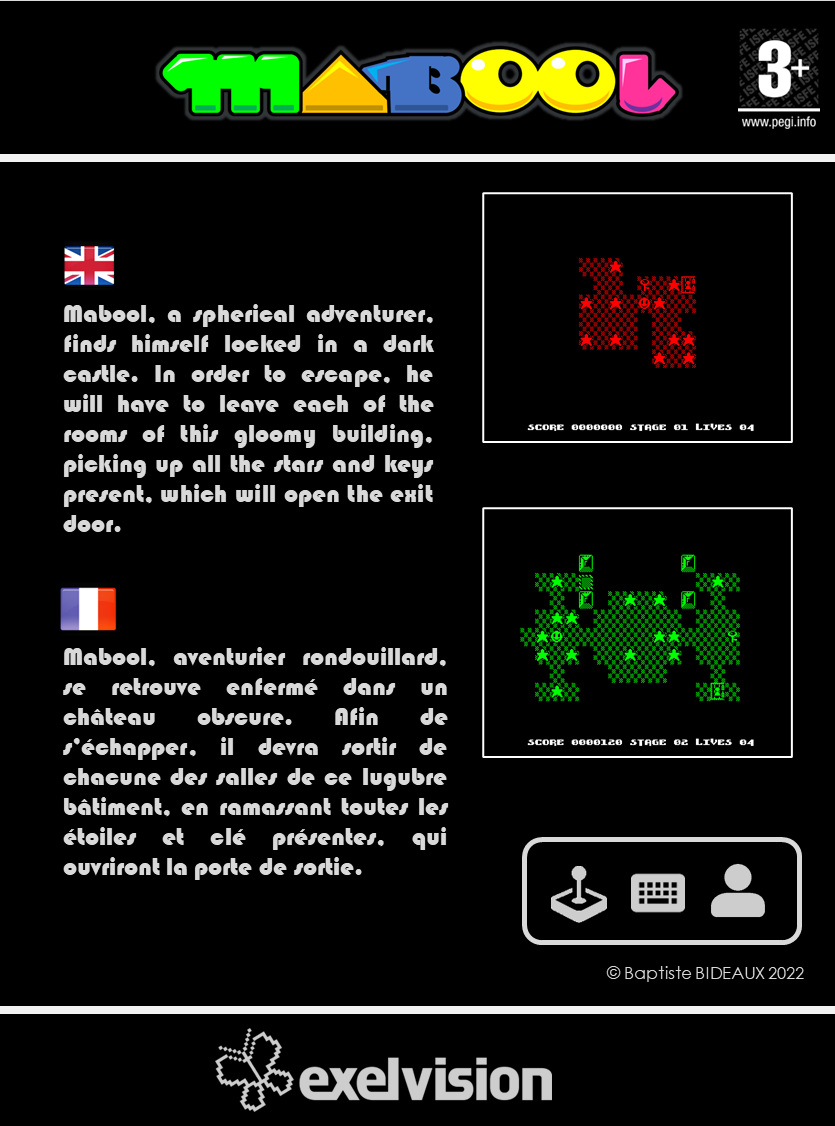 MABOOL
3+
www.pegi.info
Mabool, a spherical adventurer,
finds himself locked in a dark
castle. In order to escape, he
will have to leave each of the
rooms of this gloomy building,
picking up all the stars and keys
present, which will open the exit
door.
SCORE 0000000 STAGE 01 LIVES 04
Mabool, aventurier rondouillard,
se retrouve enfermé dans un
château obscure. Afin de
s'échapper, il devra sortir de
chacune des salles de ce lugubre
bâtiment, en ramassant toutes les
étoiles et clé présentes, qui
ouvriront la porte de sortie.
SCORE 0000120 STAGE 02 LIVES 04
© Baptiste BIDEAUX 2022
exelvision